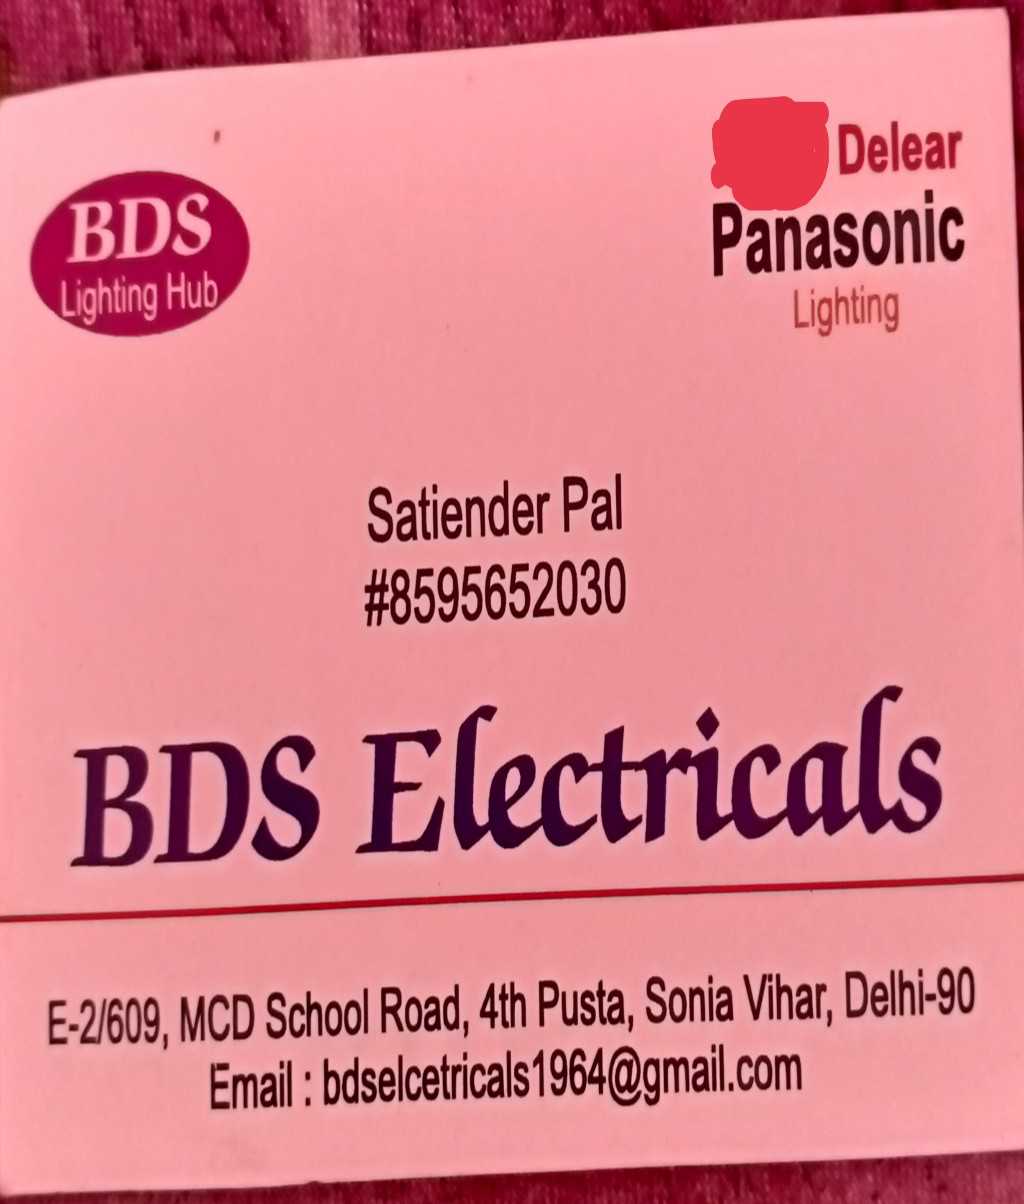 BDS
Lighting Hub
Delear
Panasonic
Lighting
Satiender Pal
#8595652030
BDS Electricals
E-2/609, MCD School Road, 4th Pusta, Sonia Vihar, Delhi-90
Email : bdselcetricals1964@gmail.com